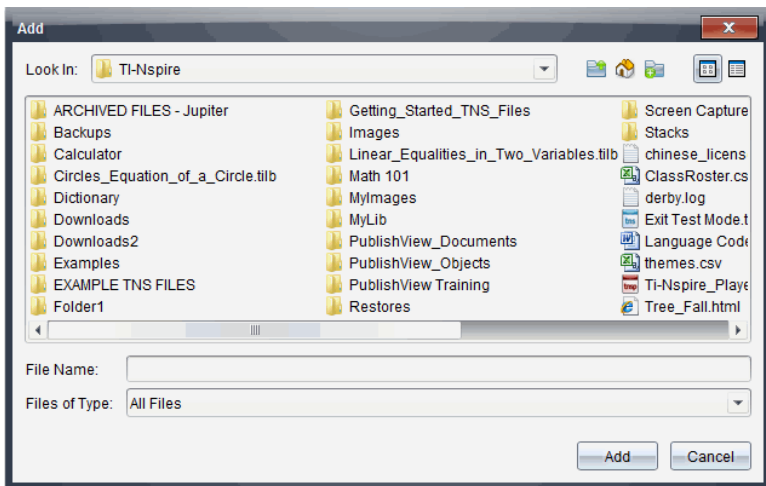 Add
Look In: TI-Nspire
ARCHIVED FILES - Jupiter
Backups
Calculator
Circles_Equation_of_a_Circle.tilb
Dictionary
Downloads
Downloads2
Examples
EXAMPLE TNS FILES
Folder1
Getting_Started_TNS_Files
Images
Linear_Equalities_in_Two_Variables.tilb
Math 101
MyImages
MyLib
PublishView_Documents
PublishView_Objects
PublishView Training
Restores
Screen Capture
Stacks
chinese_licens
ClassRoster.cs
derby.log
Exit Test Mode.t
Language Code
themes.csv
Ti-Nspire_Playe
Tree_Fall.html
File Name:
Files of Type: All Files
Add Cancel